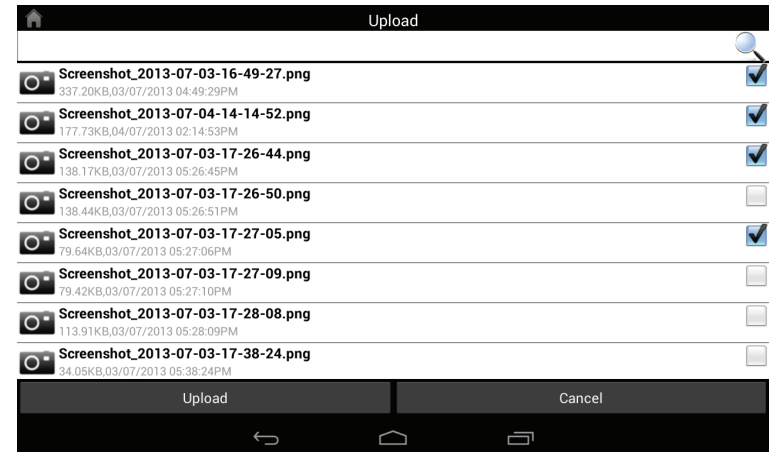 Upload
Screenshot_2013-07-03-16-49-27.png
337.20KB,03/07/2013 04:49:29PM
Screenshot_2013-07-04-14-14-52.png
177.73KB,04/07/2013 02:14:53PM
Screenshot_2013-07-03-17-26-44.png
138.17KB,03/07/2013 05:26:45PM
Screenshot_2013-07-03-17-26-50.png
138.44KB,03/07/2013 05:26:51PM
Screenshot_2013-07-03-17-27-05.png
79.64KB,03/07/2013 05:27:06PM
Screenshot_2013-07-03-17-27-09.png
79.42KB,03/07/2013 05:27:10PM
Screenshot_2013-07-03-17-28-08.png
113.91KB,03/07/2013 05:28:09PM
Screenshot_2013-07-03-17-38-24.png
34.05KB,03/07/2013 05:38:24PM
Upload Cancel